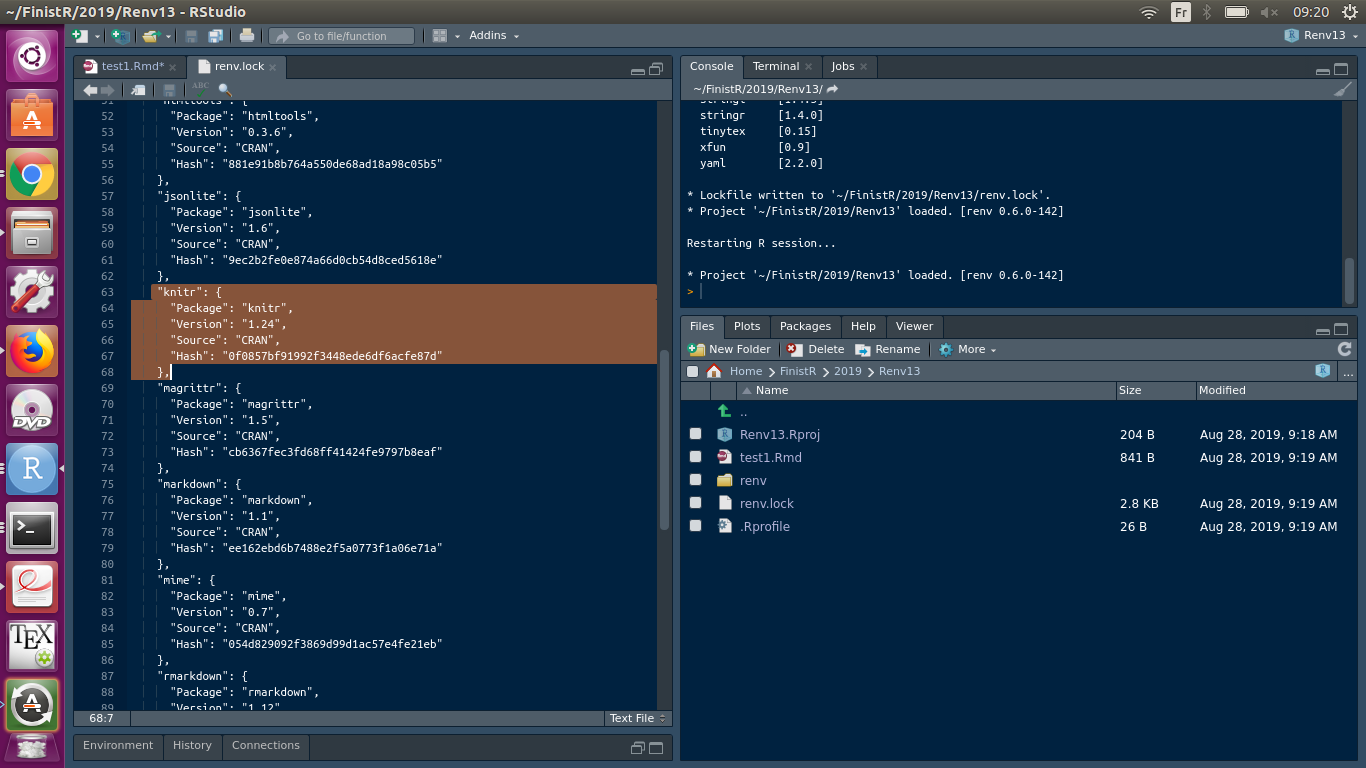 ~/FinistR/2019/Renv13 - RStudio
Fr
09:20
Go to file/function
Addins
Renv13
test1.Rmd*
renv.lock
ABC
51 "htmltools": {
52 "Package": "htmltools",
53 "Version": "0.3.6",
54 "Source": "CRAN",
55 "Hash": "881e91b8b764a550de68ad18a98c05b5"
56 },
57 "jsonlite": {
58 "Package": "jsonlite",
59 "Version": "1.6",
60 "Source": "CRAN",
61 "Hash": "9ec2b2fe0e874a66d0cb54d8ced5618e"
62 },
63 "knitr": {
64 "Package": "knitr",
65 "Version": "1.24",
66 "Source": "CRAN",
67 "Hash": "0f0857bf91992f3448ede6df6acfe87d"
68 },
69 "magrittr": {
70 "Package": "magrittr",
71 "Version": "1.5",
72 "Source": "CRAN",
73 "Hash": "cb6367fec3fd68ff41424fe9797b8eaf"
74 },
75 "markdown": {
76 "Package": "markdown",
77 "Version": "1.1",
78 "Source": "CRAN",
79 "Hash": "ee162ebd6b7488e2f5a0773f1a06e71a"
80 },
81 "mime": {
82 "Package": "mime",
83 "Version": "0.7",
84 "Source": "CRAN",
85 "Hash": "054d829092f3869d99d1ac57e4fe21eb"
86 },
87 "rmarkdown": {
88 "Package": "rmarkdown",
89 "Version": "1.12"
68:7
Text File
Environment
History
Connections
Console
Terminal
Jobs
~/FinistR/2019/Renv13/
stringr [1.4.0]
tinytex [0.15]
xfun [0.9]
yaml [2.2.0]
* Lockfile written to '~/FinistR/2019/Renv13/renv.lock'.
* Project '~/FinistR/2019/Renv13' loaded. [renv 0.6.0-142]
Restarting R session...
* Project '~/FinistR/2019/Renv13' loaded. [renv 0.6.0-142]
>
Files
Plots
Packages
Help
Viewer
New Folder
Delete
Rename
More
Home
FinistR
2019
Renv13
...
Name
Size
Modified
..
Renv13.Rproj 204 B Aug 28, 2019, 9:18 AM
test1.Rmd 841 B Aug 28, 2019, 9:19 AM
renv
renv.lock 2.8 KB Aug 28, 2019, 9:19 AM
.Rprofile 26 B Aug 28, 2019, 9:19 AM
DVD
R
>_
TEX
A